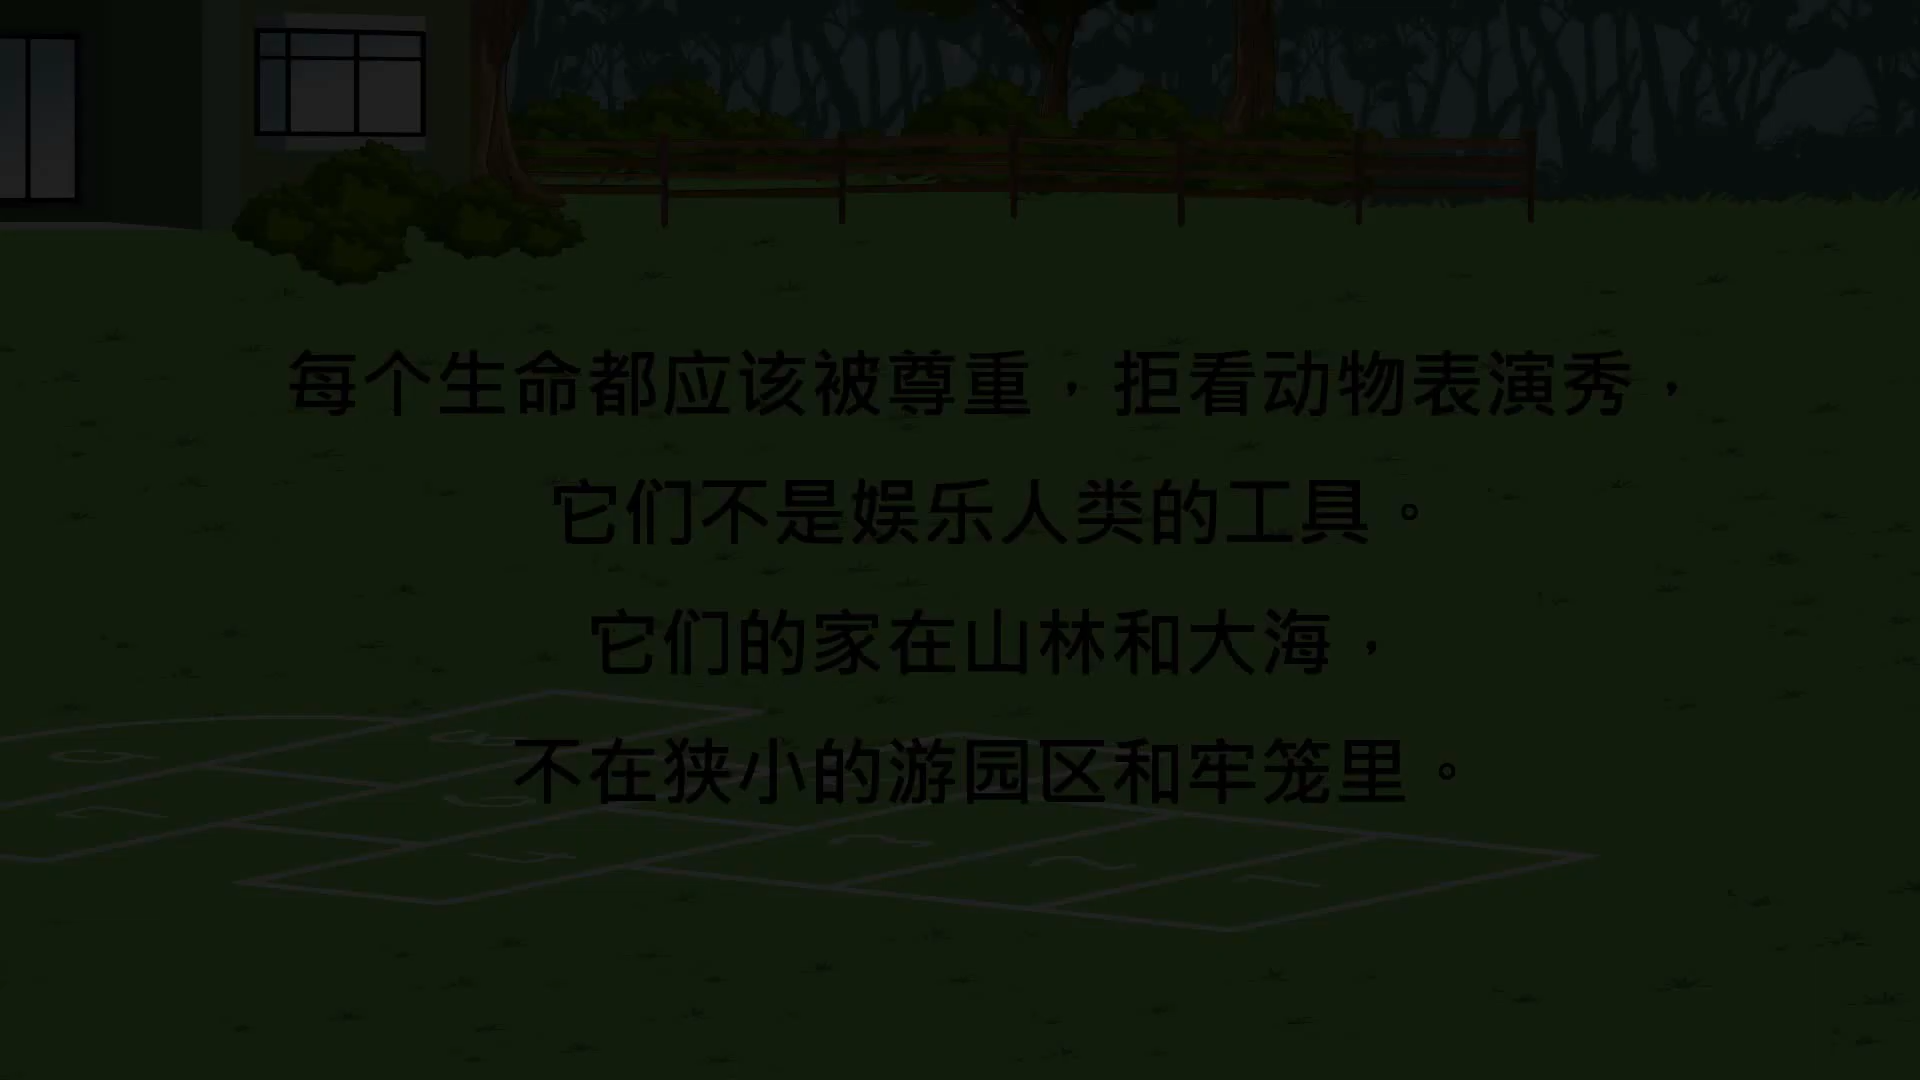 每个生命都应该被尊重，拒看动物表演秀，
它们不是娱乐人类的工具。
它们的家在山林和大海，
不在狭小的游园区和牢笼里。